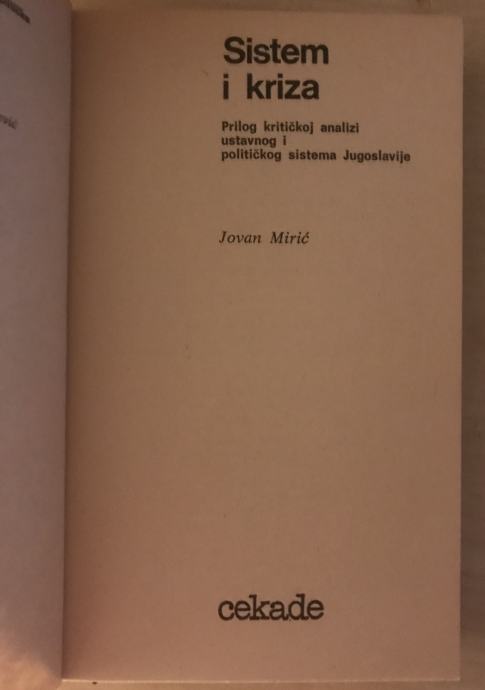 Sistem
i kriza
Prilog kritičkoj analizi
ustavnog i
političkog sistema Jugoslavije
Jovan Mirić
cekade